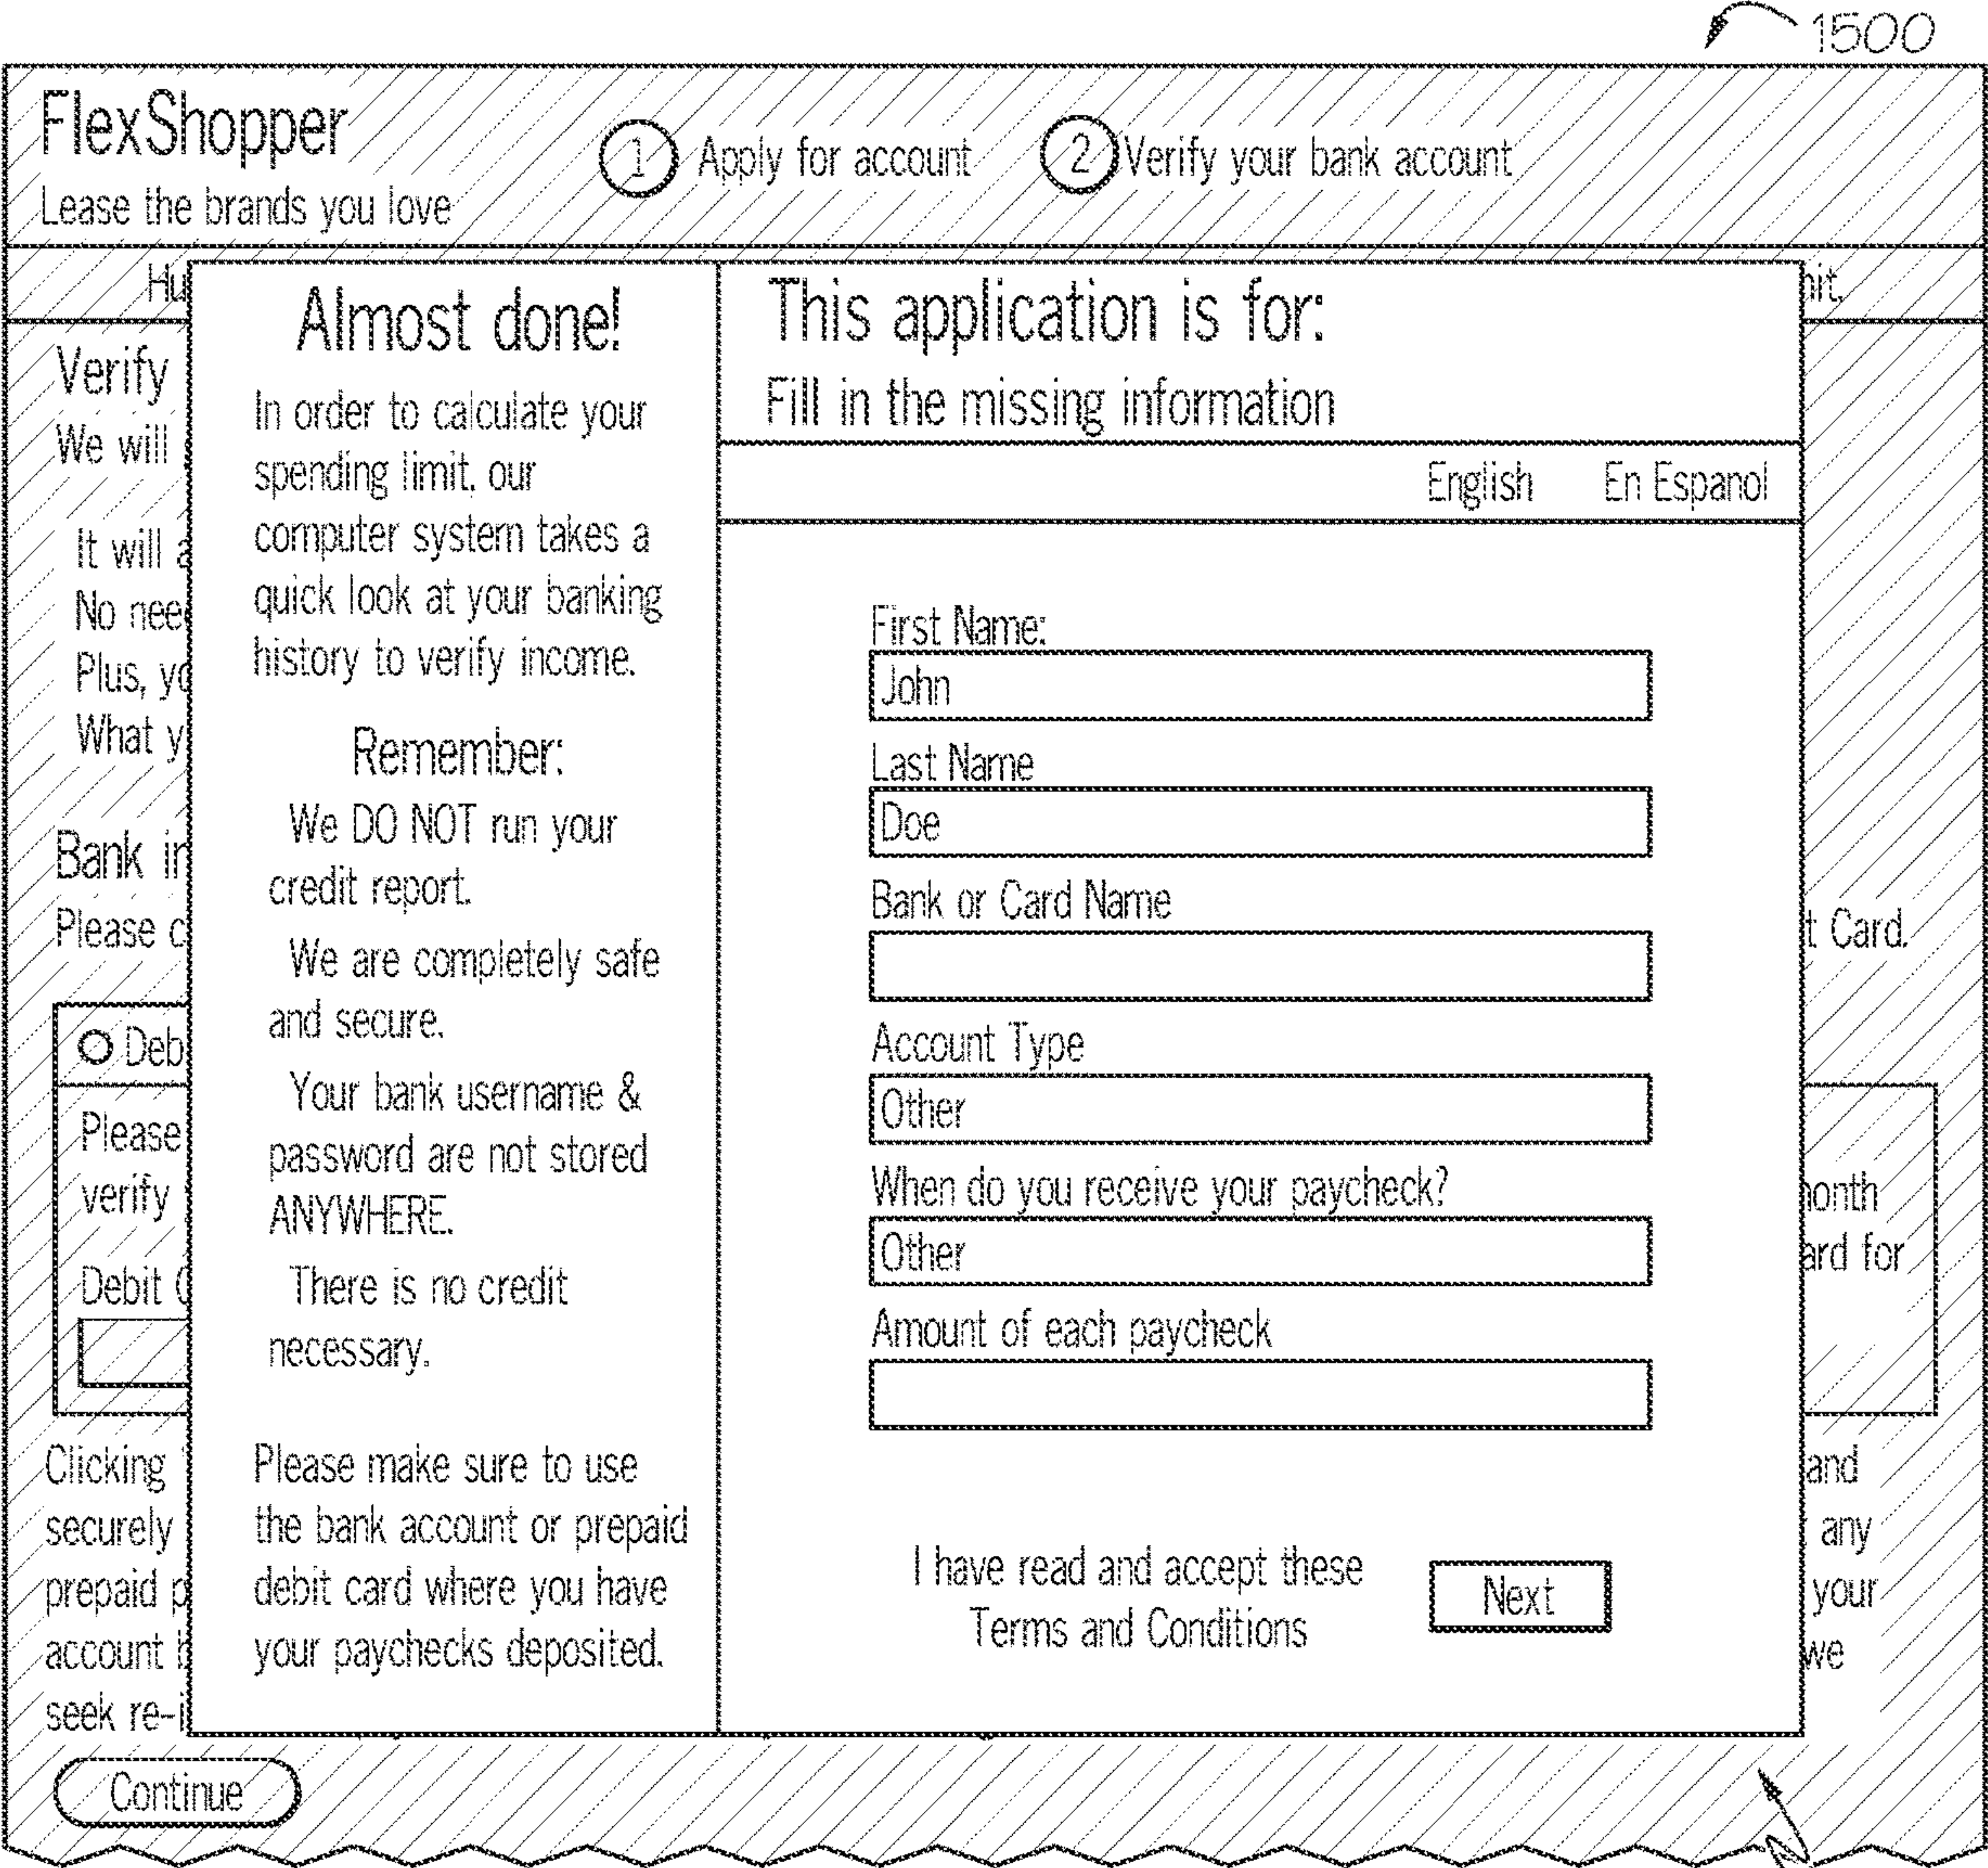 1500
FlexShopper
Lease the brands you love
1 Apply for account
2 Verify your bank account
Verify
We will
It will
No
Plus,
What
Bank
Please
Debit
Please
verify
Clicking
securely
prepaid
account
seek
Continue
Almost done!
In order to calculate your
spending limit, our
computer system takes a
quick look at your banking
history to verify income.
Remember:
We DO NOT run your
credit report.
We are completely safe
and secure.
Your bank username &
password are not stored
ANYWHERE.
There is no credit
necessary.
Please make sure to use
the bank account or prepaid
debit card where you have
your paychecks deposited.
This application is for:
Fill in the missing information
English En Espanol
First Name:
John
Last Name
Doe
Bank or Card Name
Account Type
Other
When do you receive your paycheck?
Other
Amount of each paycheck
I have read and accept these
Terms and Conditions
Next
Card.
for
and
any
your
we